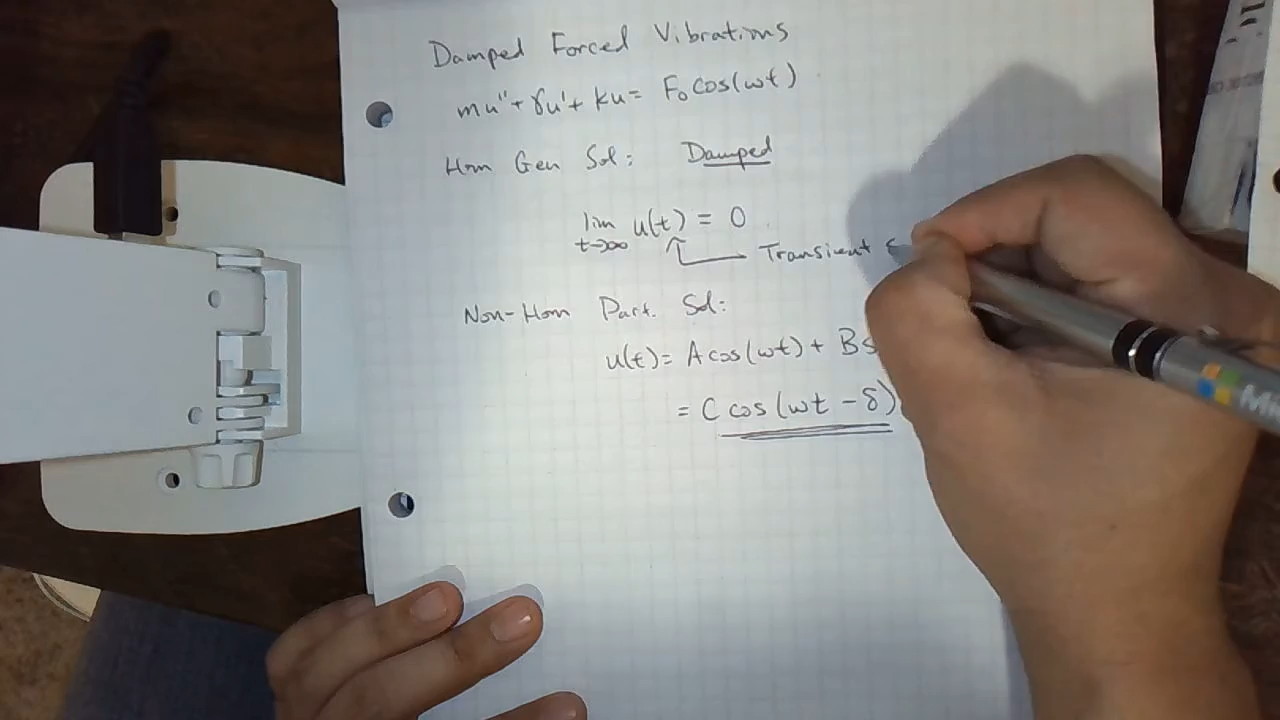 Damped Forced Vibrations
mu'' + γu' + ku = F₀cos(ωt)
Hom Gen Sol: Damped
lim u(t) = 0
t→∞
Transient
Non-Hom Part. Sol:
u(t) = A cos(ωt) + B
= C cos(ωt - δ)